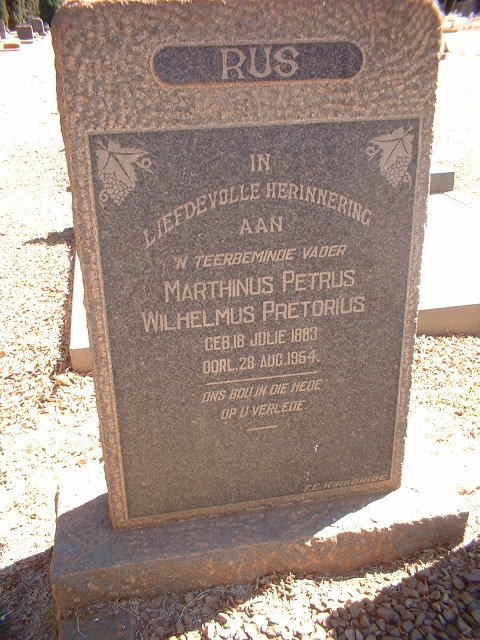 RUS
IN
LIEFDEVOLLE HERINNERING
AAN
'N TEERBEMINDE VADER
MARTHINUS PETRUS
WILHELMUS PRETORIUS
GEB. 18 JULIE 1883
OORL. 28 AUG. 1954.
ONS BOU IN DIE HEDE
OP U VERLEDE
F.E. KIRKBRIDE